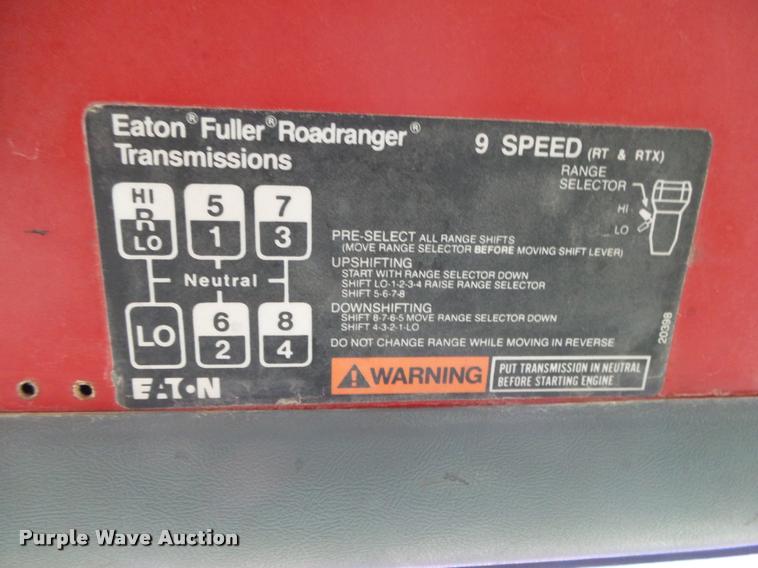 Eaton® Fuller® Roadranger®
Transmissions
9 SPEED (RT & RTX)
RANGE
SELECTOR
HI
LO
HI
R
LO
5
1
7
3
Neutral
LO
6
2
8
4
PRE-SELECT ALL RANGE SHIFTS
(MOVE RANGE SELECTOR BEFORE MOVING SHIFT LEVER)
UPSHIFTING
START WITH RANGE SELECTOR DOWN
SHIFT LO-1-2-3-4 RAISE RANGE SELECTOR
SHIFT 5-6-7-8
DOWNSHIFTING
SHIFT 8-7-6-5 MOVE RANGE SELECTOR DOWN
SHIFT 4-3-2-1-LO
DO NOT CHANGE RANGE WHILE MOVING IN REVERSE
20398
EATON
WARNING
PUT TRANSMISSION IN NEUTRAL
BEFORE STARTING ENGINE
Purple Wave Auction